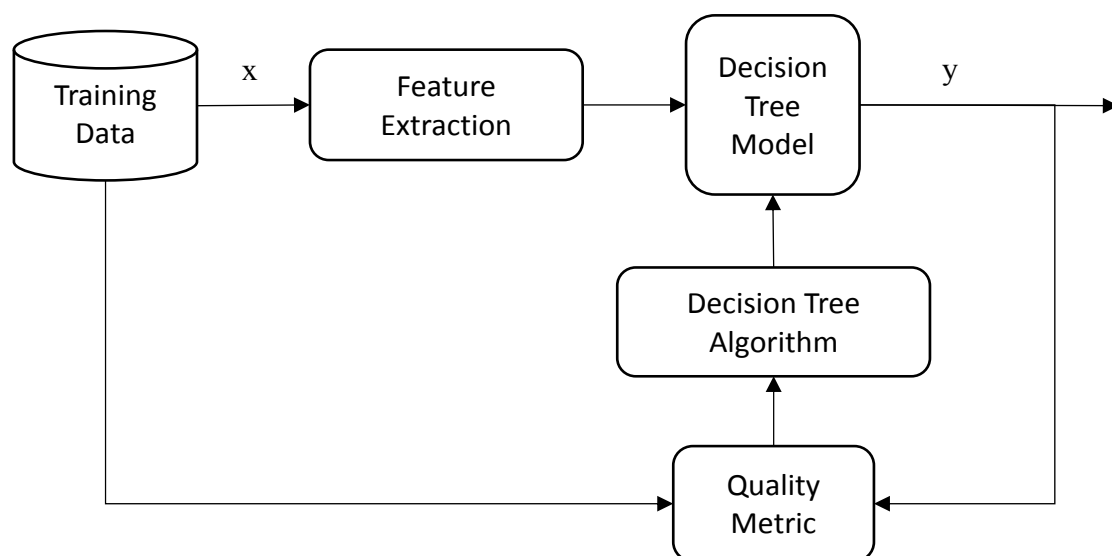 Training
Data
x
Feature
Extraction
Decision
Tree
Model
y
Decision Tree
Algorithm
Quality
Metric